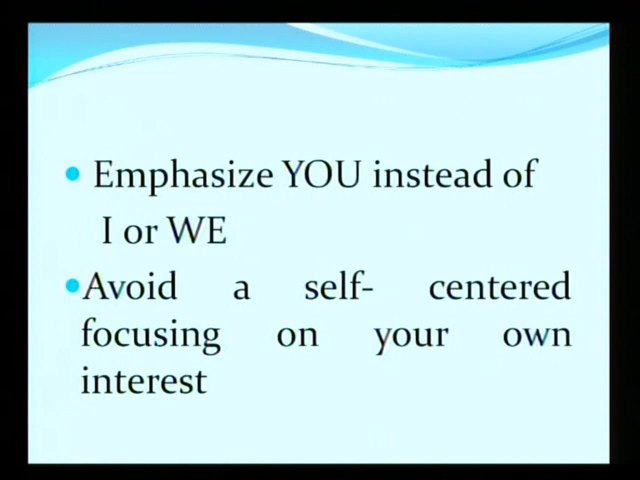 Emphasize YOU instead of
I or WE
Avoid a self- centered
focusing on your own
interest